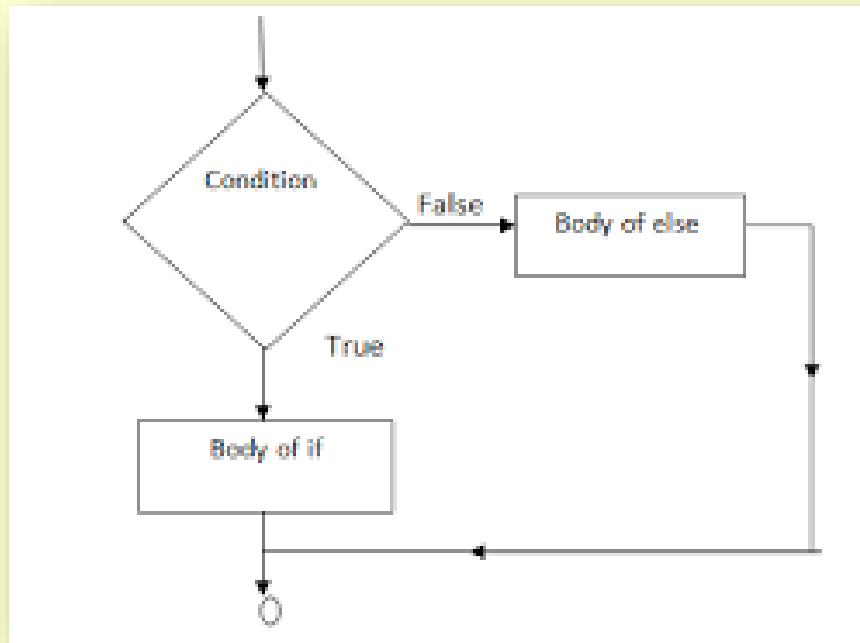 Condition
False
Body of else
True
Body of if